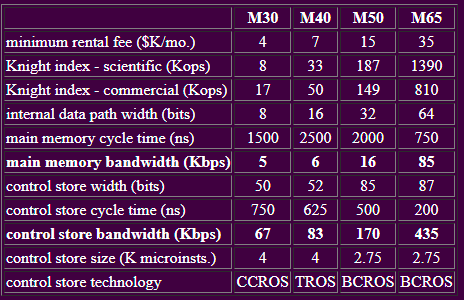 M30 M40 M50 M65
minimum rental fee ($K/mo.) 4 7 15 35
Knight index - scientific (Kops) 8 33 187 1390
Knight index - commercial (Kops) 17 50 149 810
internal data path width (bits) 8 16 32 64
main memory cycle time (ns) 1500 2500 2000 750
main memory bandwidth (Kbps) 5 6 16 85
control store width (bits) 50 52 85 87
control store cycle time (ns) 750 625 500 200
control store bandwidth (Kbps) 67 83 170 435
control store size (K microinsts.) 4 4 2.75 2.75
control store technology CCROS TROS BCROS BCROS